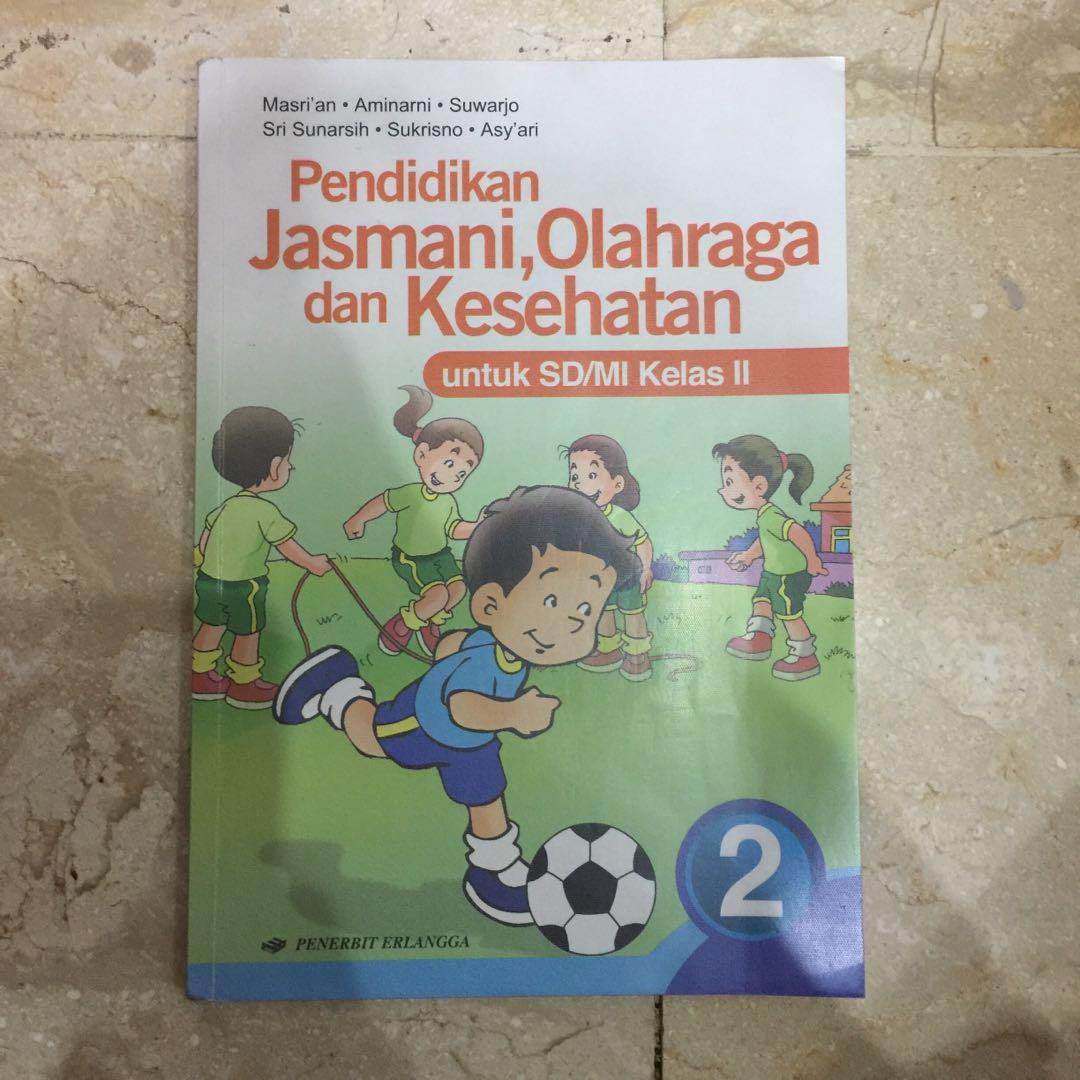 Masri'an • Aminarni • Suwarjo
Sri Sunarsih • Sukrisno • Asy'ari
Pendidikan
Jasmani, Olahraga
dan Kesehatan
untuk SD/MI Kelas II
2
PENERBIT ERLANGGA